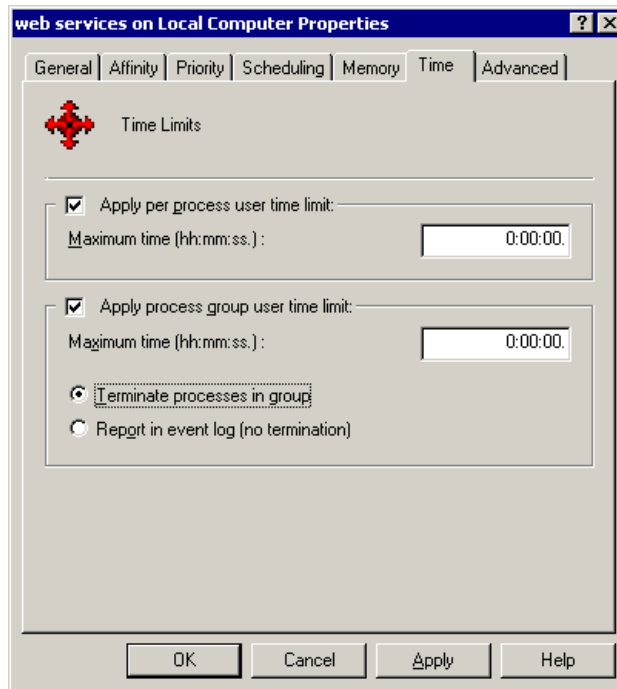 web services on Local Computer Properties
General Affinity Priority Scheduling Memory Time Advanced
Time Limits
Apply per process user time limit:
Maximum time (hh:mm:ss.) : 0:00:00.
Apply process group user time limit:
Maximum time (hh:mm:ss.) : 0:00:00.
Terminate processes in group
Report in event log (no termination)
OK Cancel Apply Help